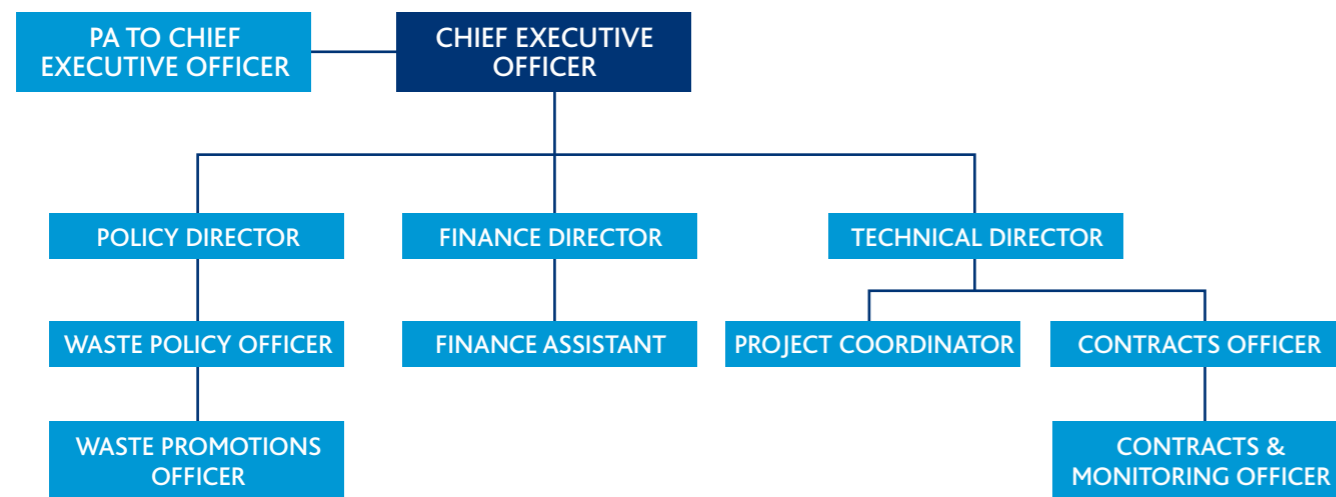 PA TO CHIEF
EXECUTIVE OFFICER
CHIEF EXECUTIVE
OFFICER
POLICY DIRECTOR
FINANCE DIRECTOR
TECHNICAL DIRECTOR
WASTE POLICY OFFICER
FINANCE ASSISTANT
PROJECT COORDINATOR
CONTRACTS OFFICER
WASTE PROMOTIONS
OFFICER
CONTRACTS &
MONITORING OFFICER